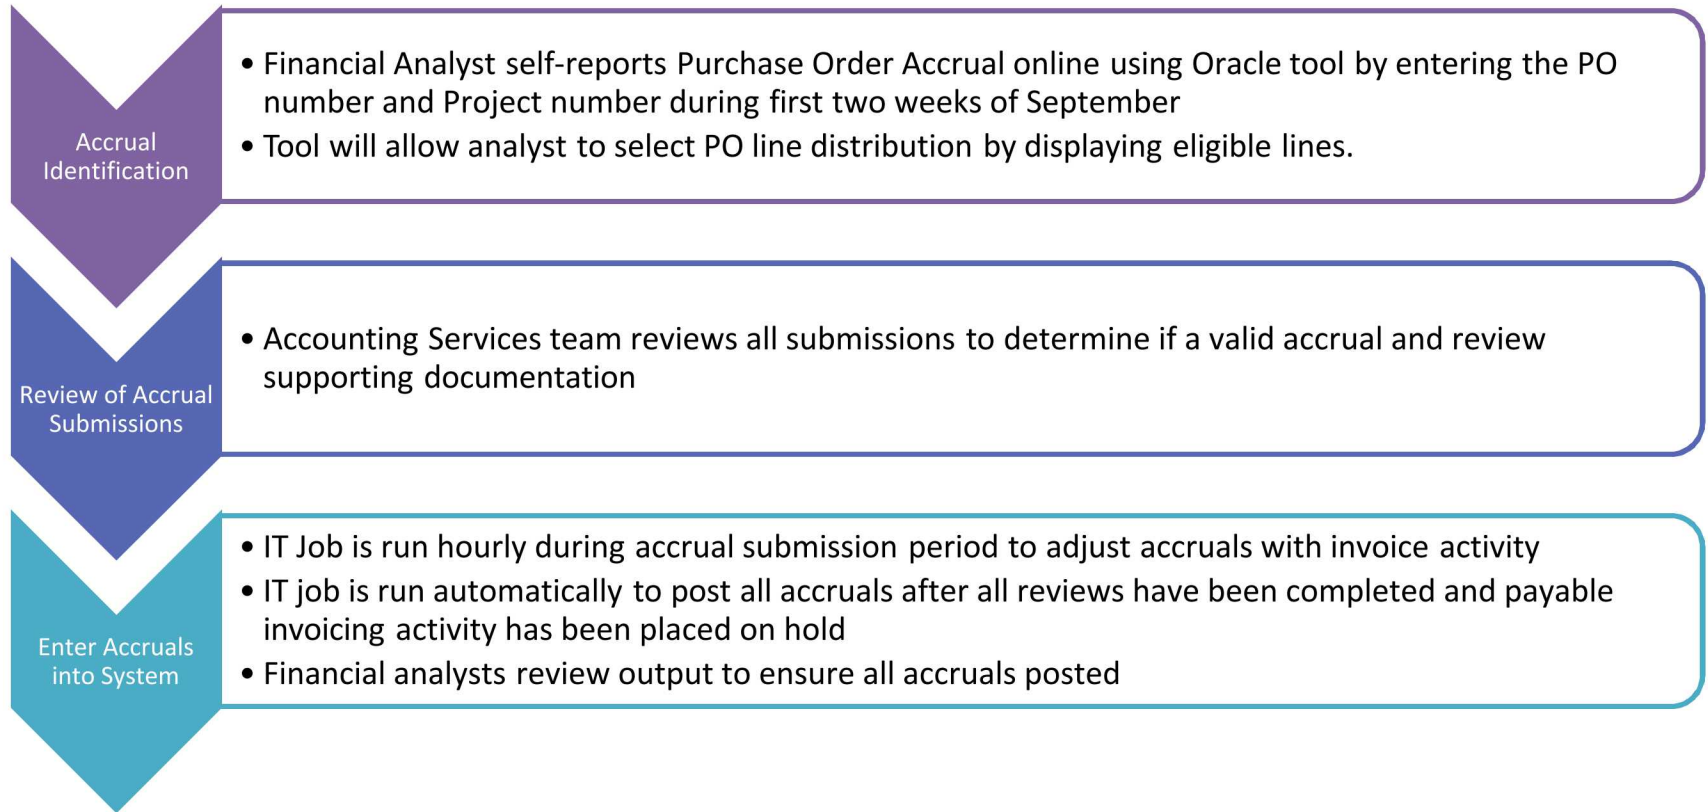 Accrual
Identification
• Financial Analyst self-reports Purchase Order Accrual online using Oracle tool by entering the PO
number and Project number during first two weeks of September
• Tool will allow analyst to select PO line distribution by displaying eligible lines.
Review of Accrual
Submissions
• Accounting Services team reviews all submissions to determine if a valid accrual and review
supporting documentation
Enter Accruals
into System
• IT Job is run hourly during accrual submission period to adjust accruals with invoice activity
• IT job is run automatically to post all accruals after all reviews have been completed and payable
invoicing activity has been placed on hold
• Financial analysts review output to ensure all accruals posted